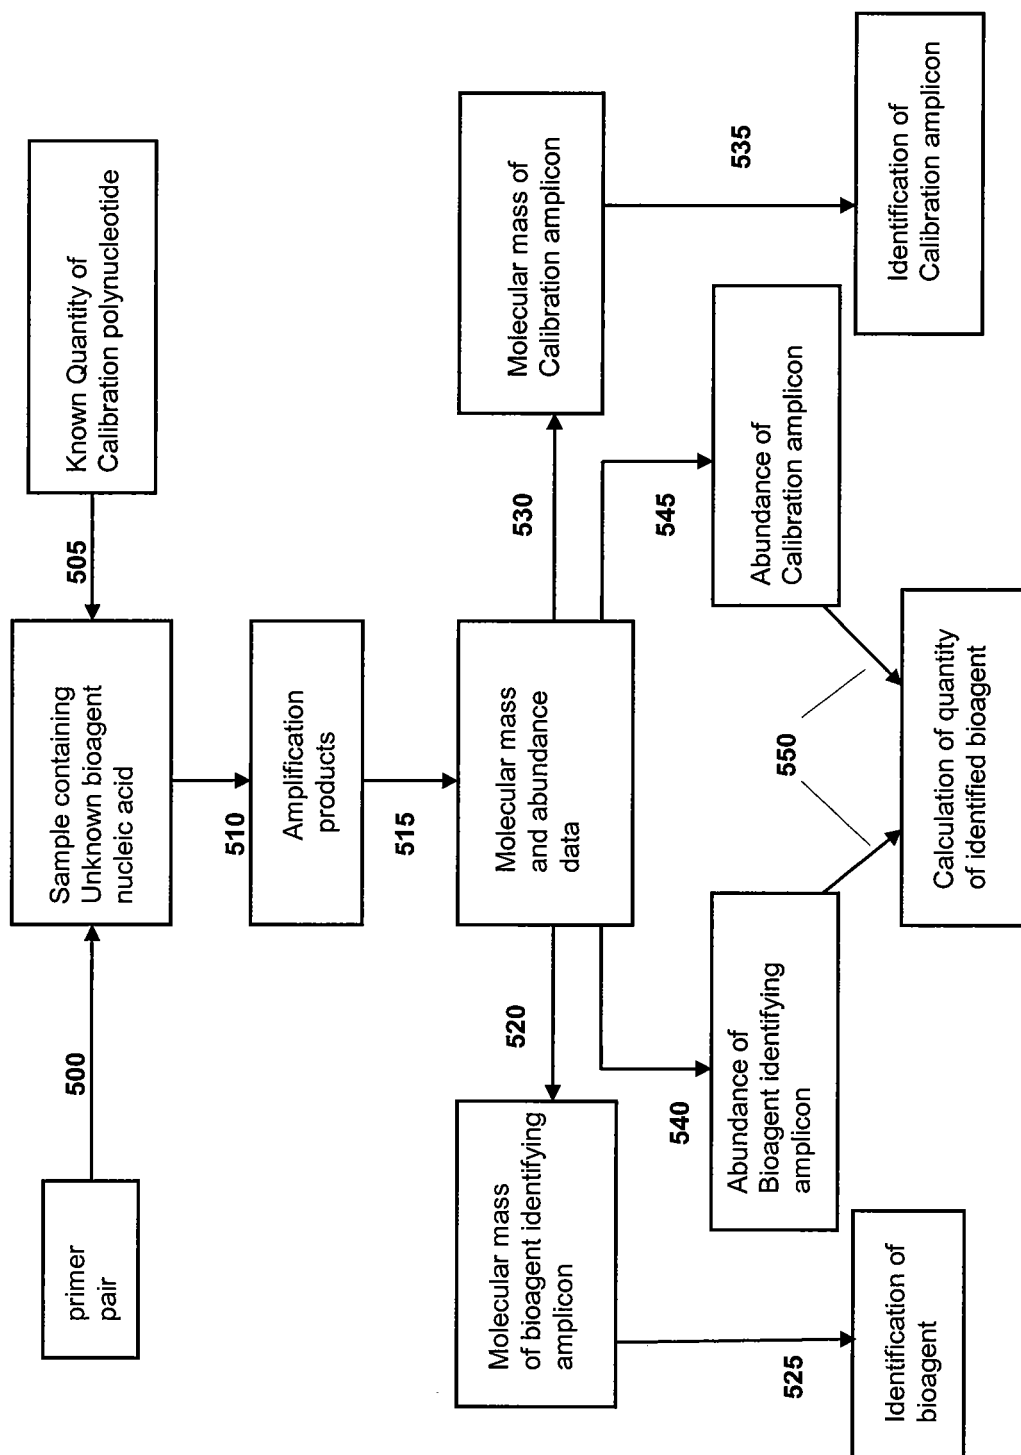 primer
pair
500
Sample containing
Unknown bioagent
nucleic acid
505
Known Quantity of
Calibration polynucleotide
510
Amplification
products
515
Molecular mass
and abundance
data
520
Molecular mass
of bioagent identifying
amplicon
525
Identification of
bioagent
530
Molecular mass of
Calibration amplicon
535
Identification of
Calibration amplicon
540
Abundance of
Bioagent identifying
amplicon
545
Abundance of
Calibration amplicon
550
Calculation of quantity
of identified bioagent